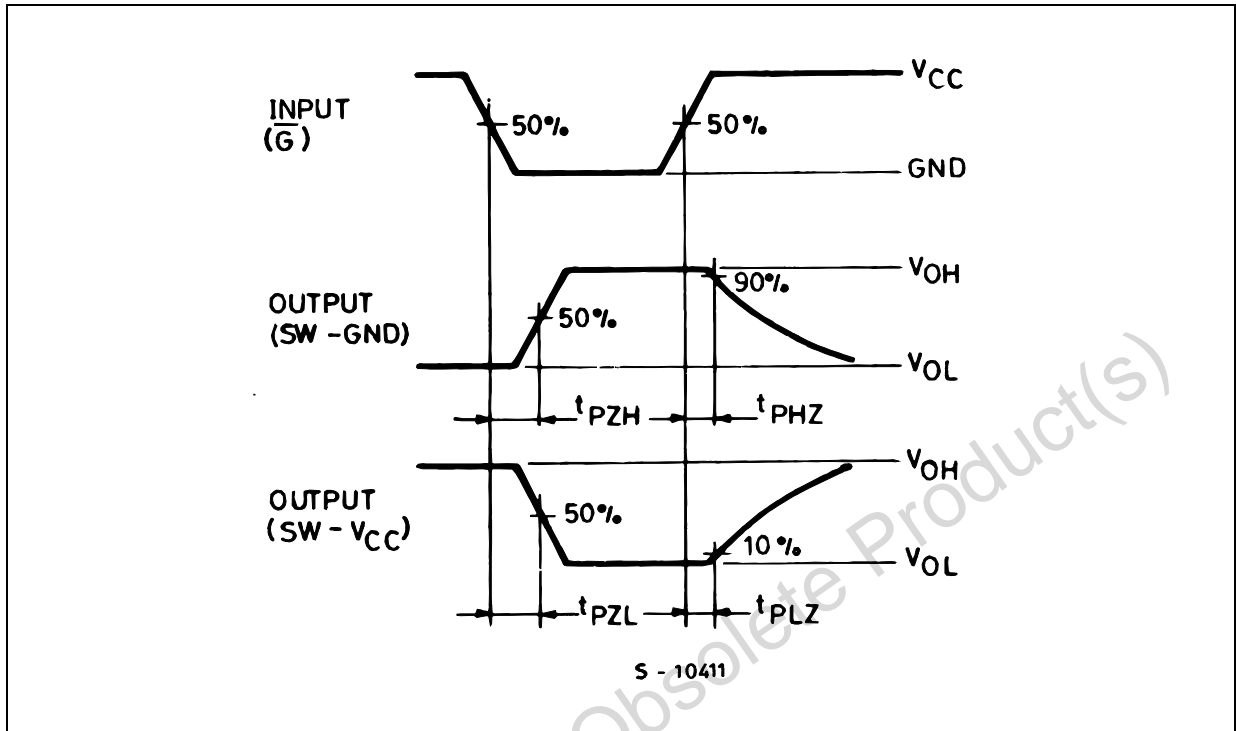 INPUT
(G̅)
50%
50%
VCC
GND
OUTPUT
(SW -GND)
50%
90%
VOH
VOL
tPZH
tPHZ
OUTPUT
(SW - VCC)
50%
10%
VOH
VOL
tPZL
tPLZ
S - 10411
Obsolete Product(s)